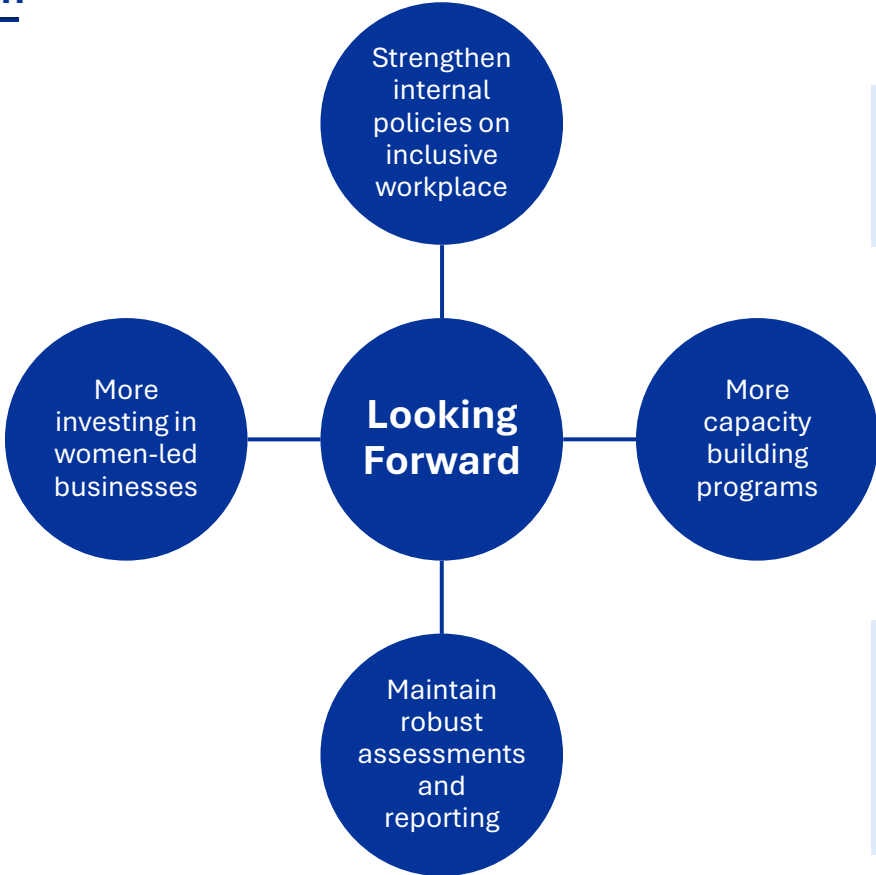 Strengthen
internal
policies on
inclusive
workplace
More
investing in
women-led
businesses
Looking
Forward
More
capacity
building
programs
Maintain
robust
assessments
and
reporting